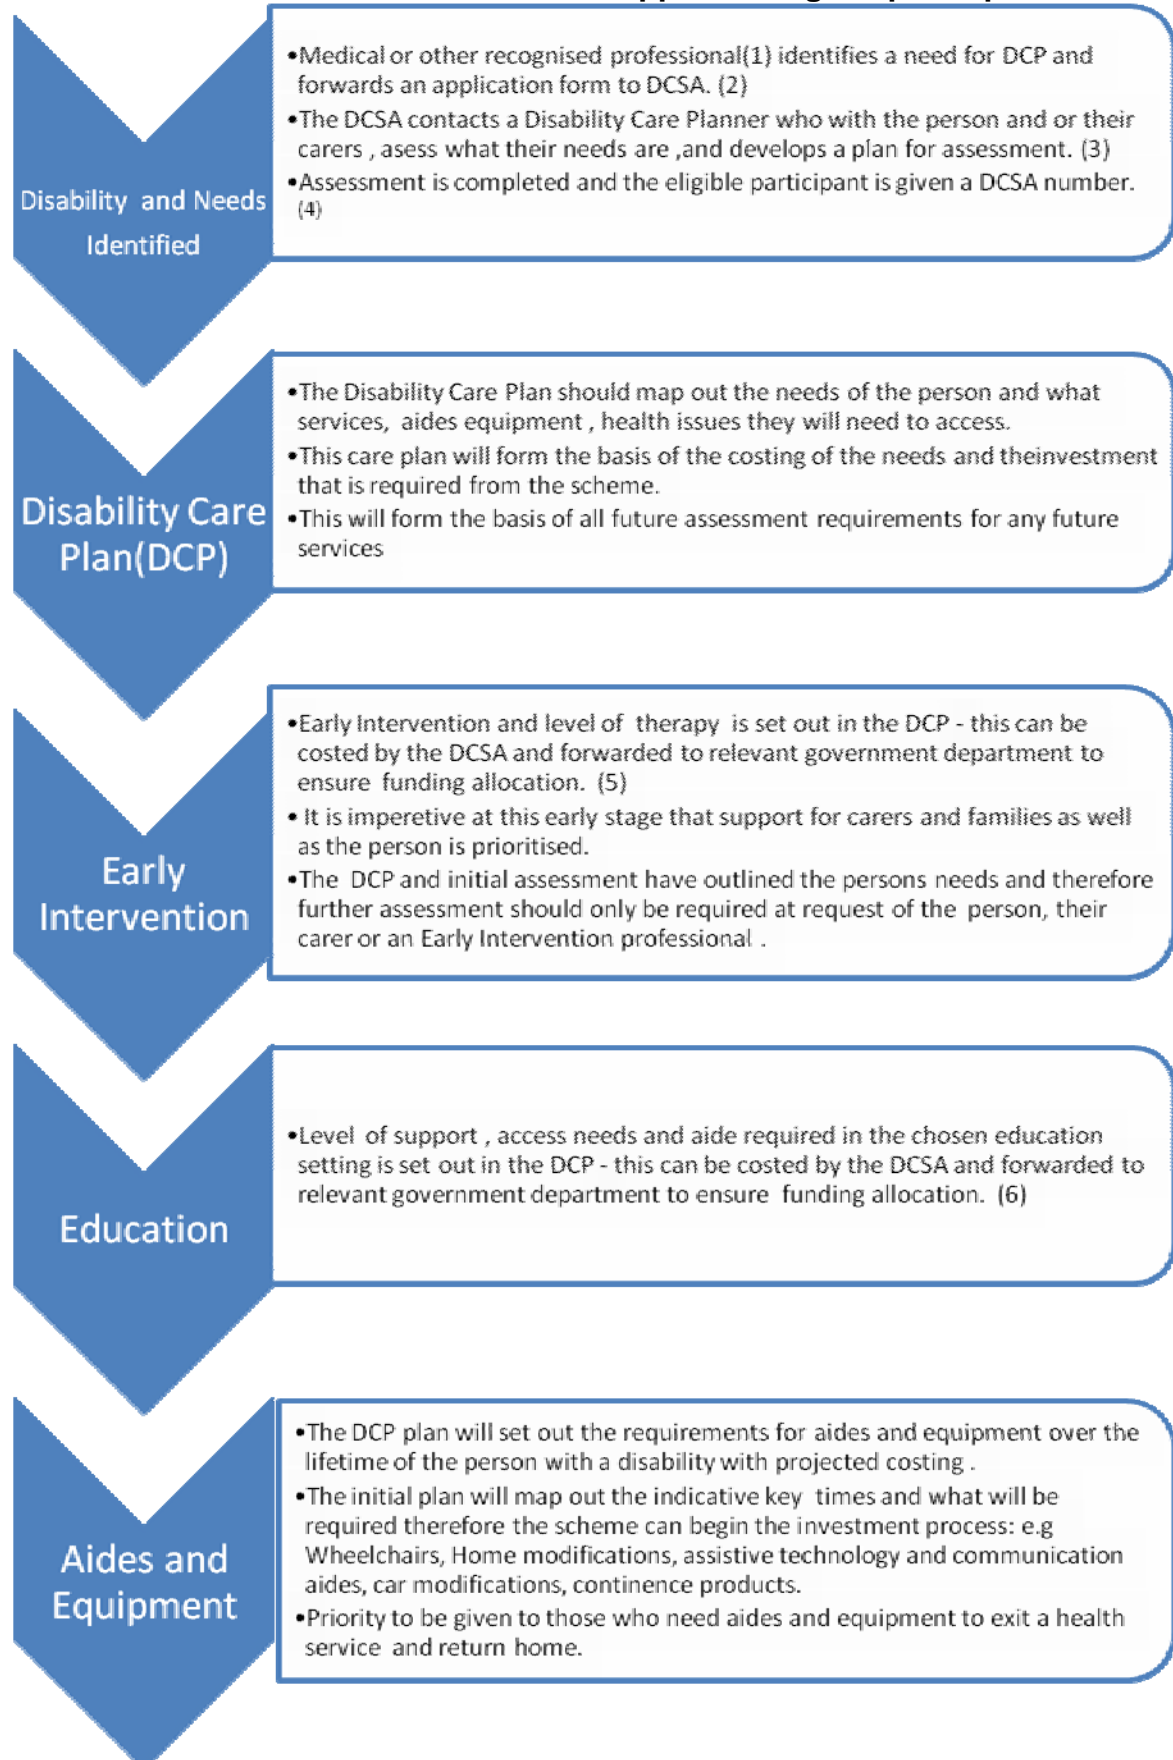 Disability and Needs
Identified
•Medical or other recognised professional(1) identifies a need for DCP and
forwards an application form to DCSA. (2)
•The DCSA contacts a Disability Care Planner who with the person and or their
carers , asess what their needs are ,and develops a plan for assessment. (3)
•Assessment is completed and the eligible participant is given a DCSA number.
(4)
Disability Care
Plan(DCP)
•The Disability Care Plan should map out the needs of the person and what
services, aides equipment , health issues they will need to access.
•This care plan will form the basis of the costing of the needs and theinvestment
that is required from the scheme.
•This will form the basis of all future assessment requirements for any future
services
Early
Intervention
•Early Intervention and level of therapy is set out in the DCP - this can be
costed by the DCSA and forwarded to relevant government department to
ensure funding allocation. (5)
• It is imperetive at this early stage that support for carers and families as well
as the person is prioritised.
•The DCP and initial assessment have outlined the persons needs and therefore
further assessment should only be required at request of the person, their
carer or an Early Intervention professional .
Education
•Level of support , access needs and aide required in the chosen education
setting is set out in the DCP - this can be costed by the DCSA and forwarded to
relevant government department to ensure funding allocation. (6)
Aides and
Equipment
•The DCP plan will set out the requirements for aides and equipment over the
lifetime of the person with a disability with projected costing .
•The initial plan will map out the indicative key times and what will be
required therefore the scheme can begin the investment process: e.g
Wheelchairs, Home modifications, assistive technology and communication
aides, car modifications, continence products.
•Priority to be given to those who need aides and equipment to exit a health
service and return home.